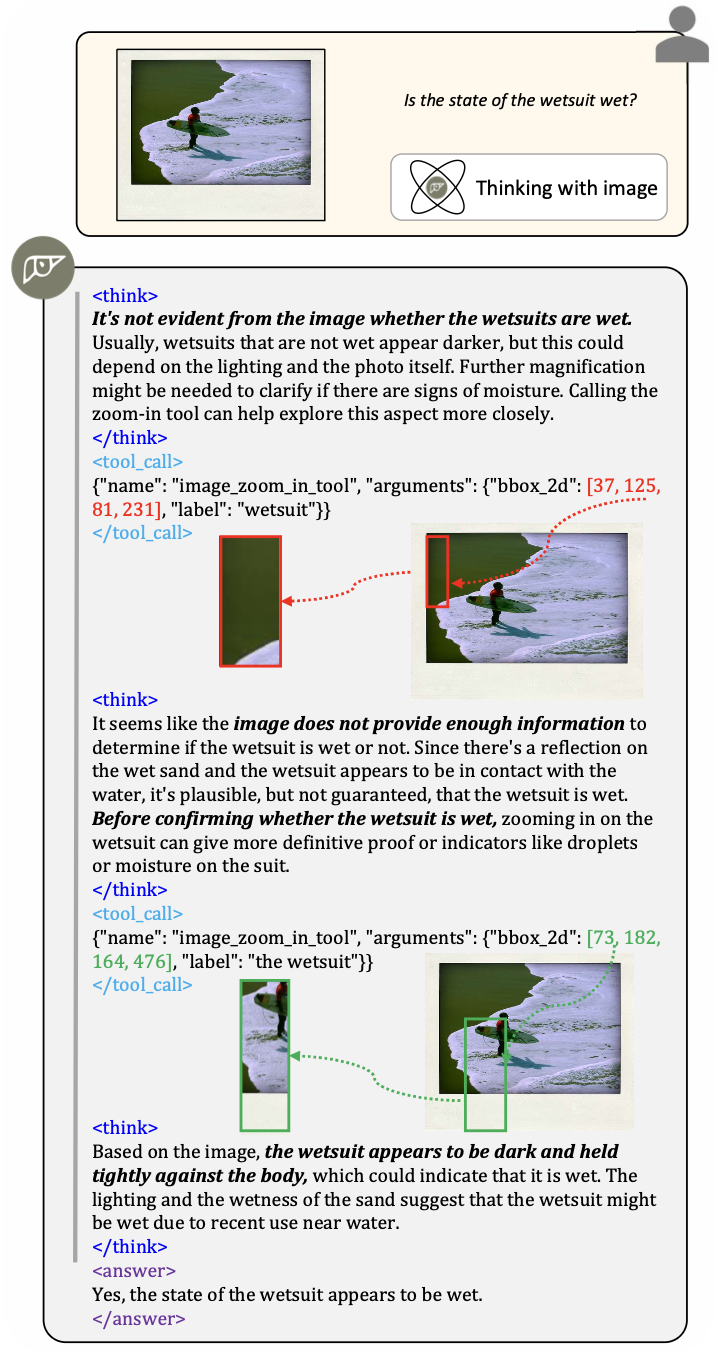 Is the state of the wetsuit wet?
Thinking with image
<think>
It's not evident from the image whether the wetsuits are wet.
Usually, wetsuits that are not wet appear darker, but this could
depend on the lighting and the photo itself. Further magnification
might be needed to clarify if there are signs of moisture. Calling the
zoom-in tool can help explore this aspect more closely.
</think>
<tool_call>
{"name": "image_zoom_in_tool", "arguments": {"bbox_2d": [37, 125,
81, 231], "label": "wetsuit"}}
</tool_call>
<think>
It seems like the image does not provide enough information to
determine if the wetsuit is wet or not. Since there's a reflection on
the wet sand and the wetsuit appears to be in contact with the
water, it's plausible, but not guaranteed, that the wetsuit is wet.
Before confirming whether the wetsuit is wet, zooming in on the
wetsuit can give more definitive proof or indicators like droplets
or moisture on the suit.
</think>
<tool_call>
{"name": "image_zoom_in_tool", "arguments": {"bbox_2d": [73, 182,
164, 476], "label": "the wetsuit"}}
</tool_call>
<think>
Based on the image, the wetsuit appears to be dark and held
tightly against the body, which could indicate that it is wet. The
lighting and the wetness of the sand suggest that the wetsuit might
be wet due to recent use near water.
</think>
<answer>
Yes, the state of the wetsuit appears to be wet.
</answer>